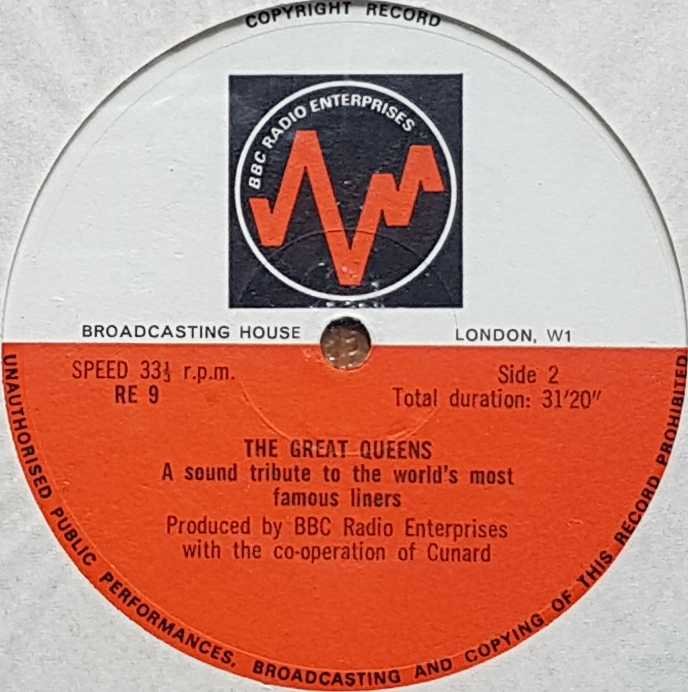 COPYRIGHT RECORD
BBC RADIO ENTERPRISES
BROADCASTING HOUSE LONDON, W1
SPEED 33⅓ r.p.m. Side 2
RE 9 Total duration: 31'20"
THE GREAT QUEENS
A sound tribute to the world's most
famous liners
Produced by BBC Radio Enterprises
with the co-operation of Cunard
UNAUTHORISED PUBLIC PERFORMANCES, BROADCASTING AND COPYING OF THIS RECORD PROHIBITED